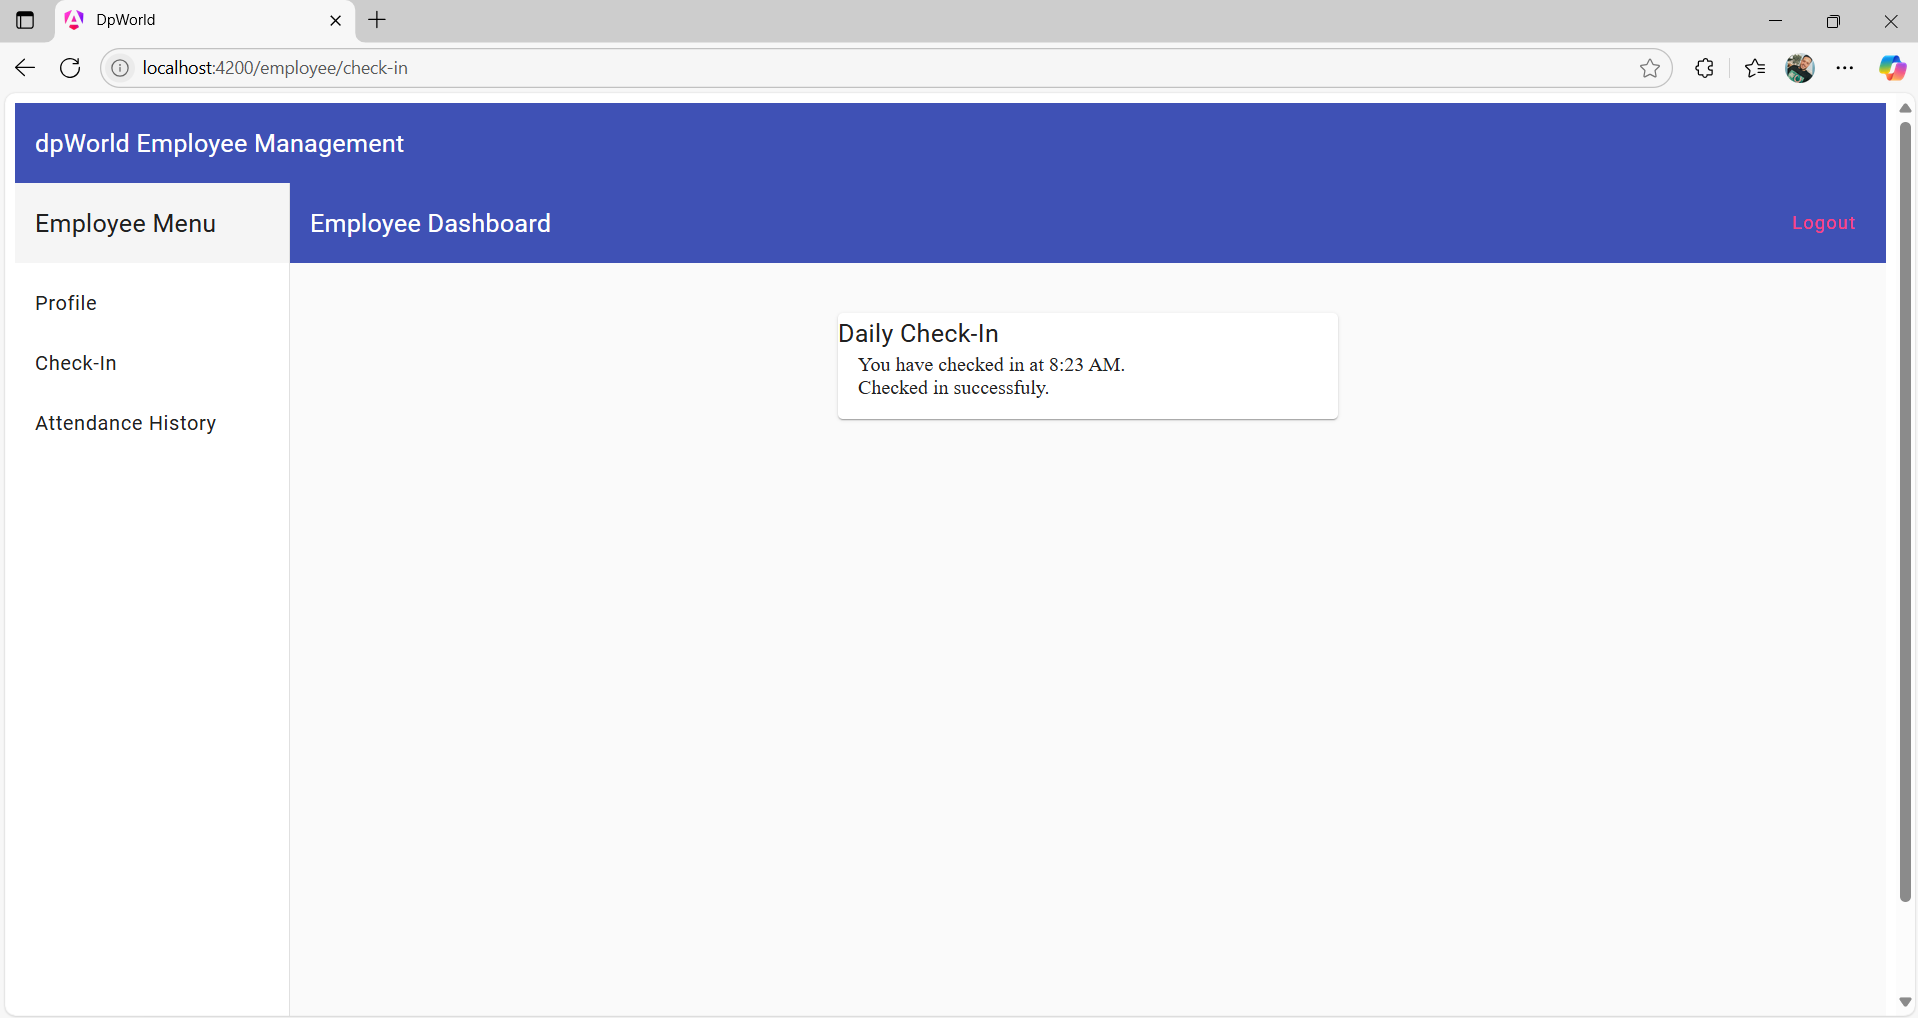 DpWorld
localhost:4200/employee/check-in
dpWorld Employee Management
Employee Menu
Employee Dashboard
Logout
Profile
Check-In
Attendance History
Daily Check-In
You have checked in at 8:23 AM.
Checked in successfuly.